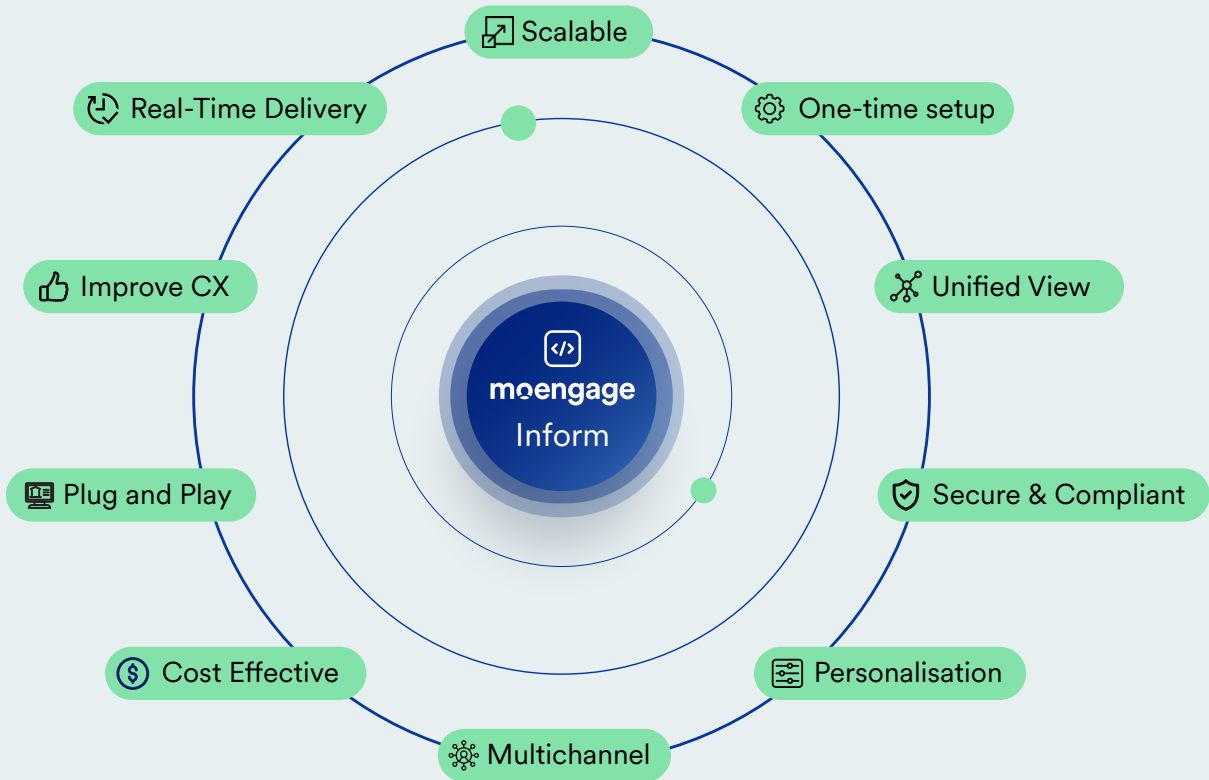 Scalable
Real-Time Delivery
One-time setup
Improve CX
Unified View
</>
moengage
Inform
Plug and Play
Secure & Compliant
Cost Effective
Personalisation
Multichannel